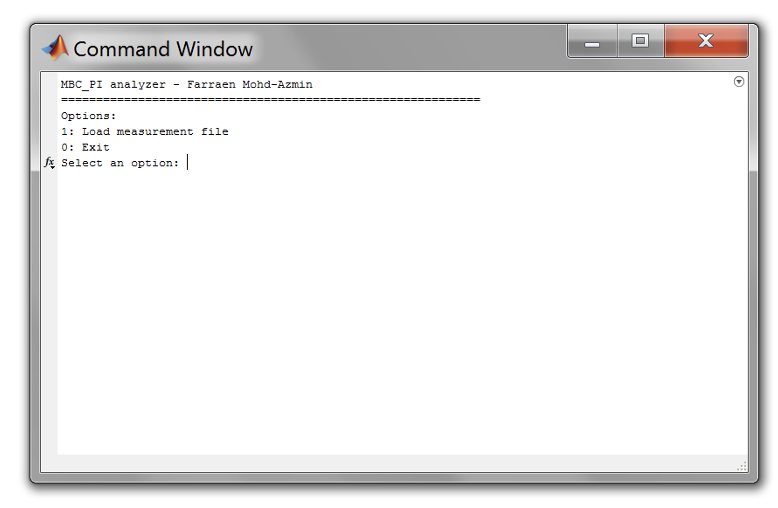 Command Window
MBC_PI analyzer - Farraen Mohd-Azmin
============================================================
Options:
1: Load measurement file
0: Exit
fx Select an option: